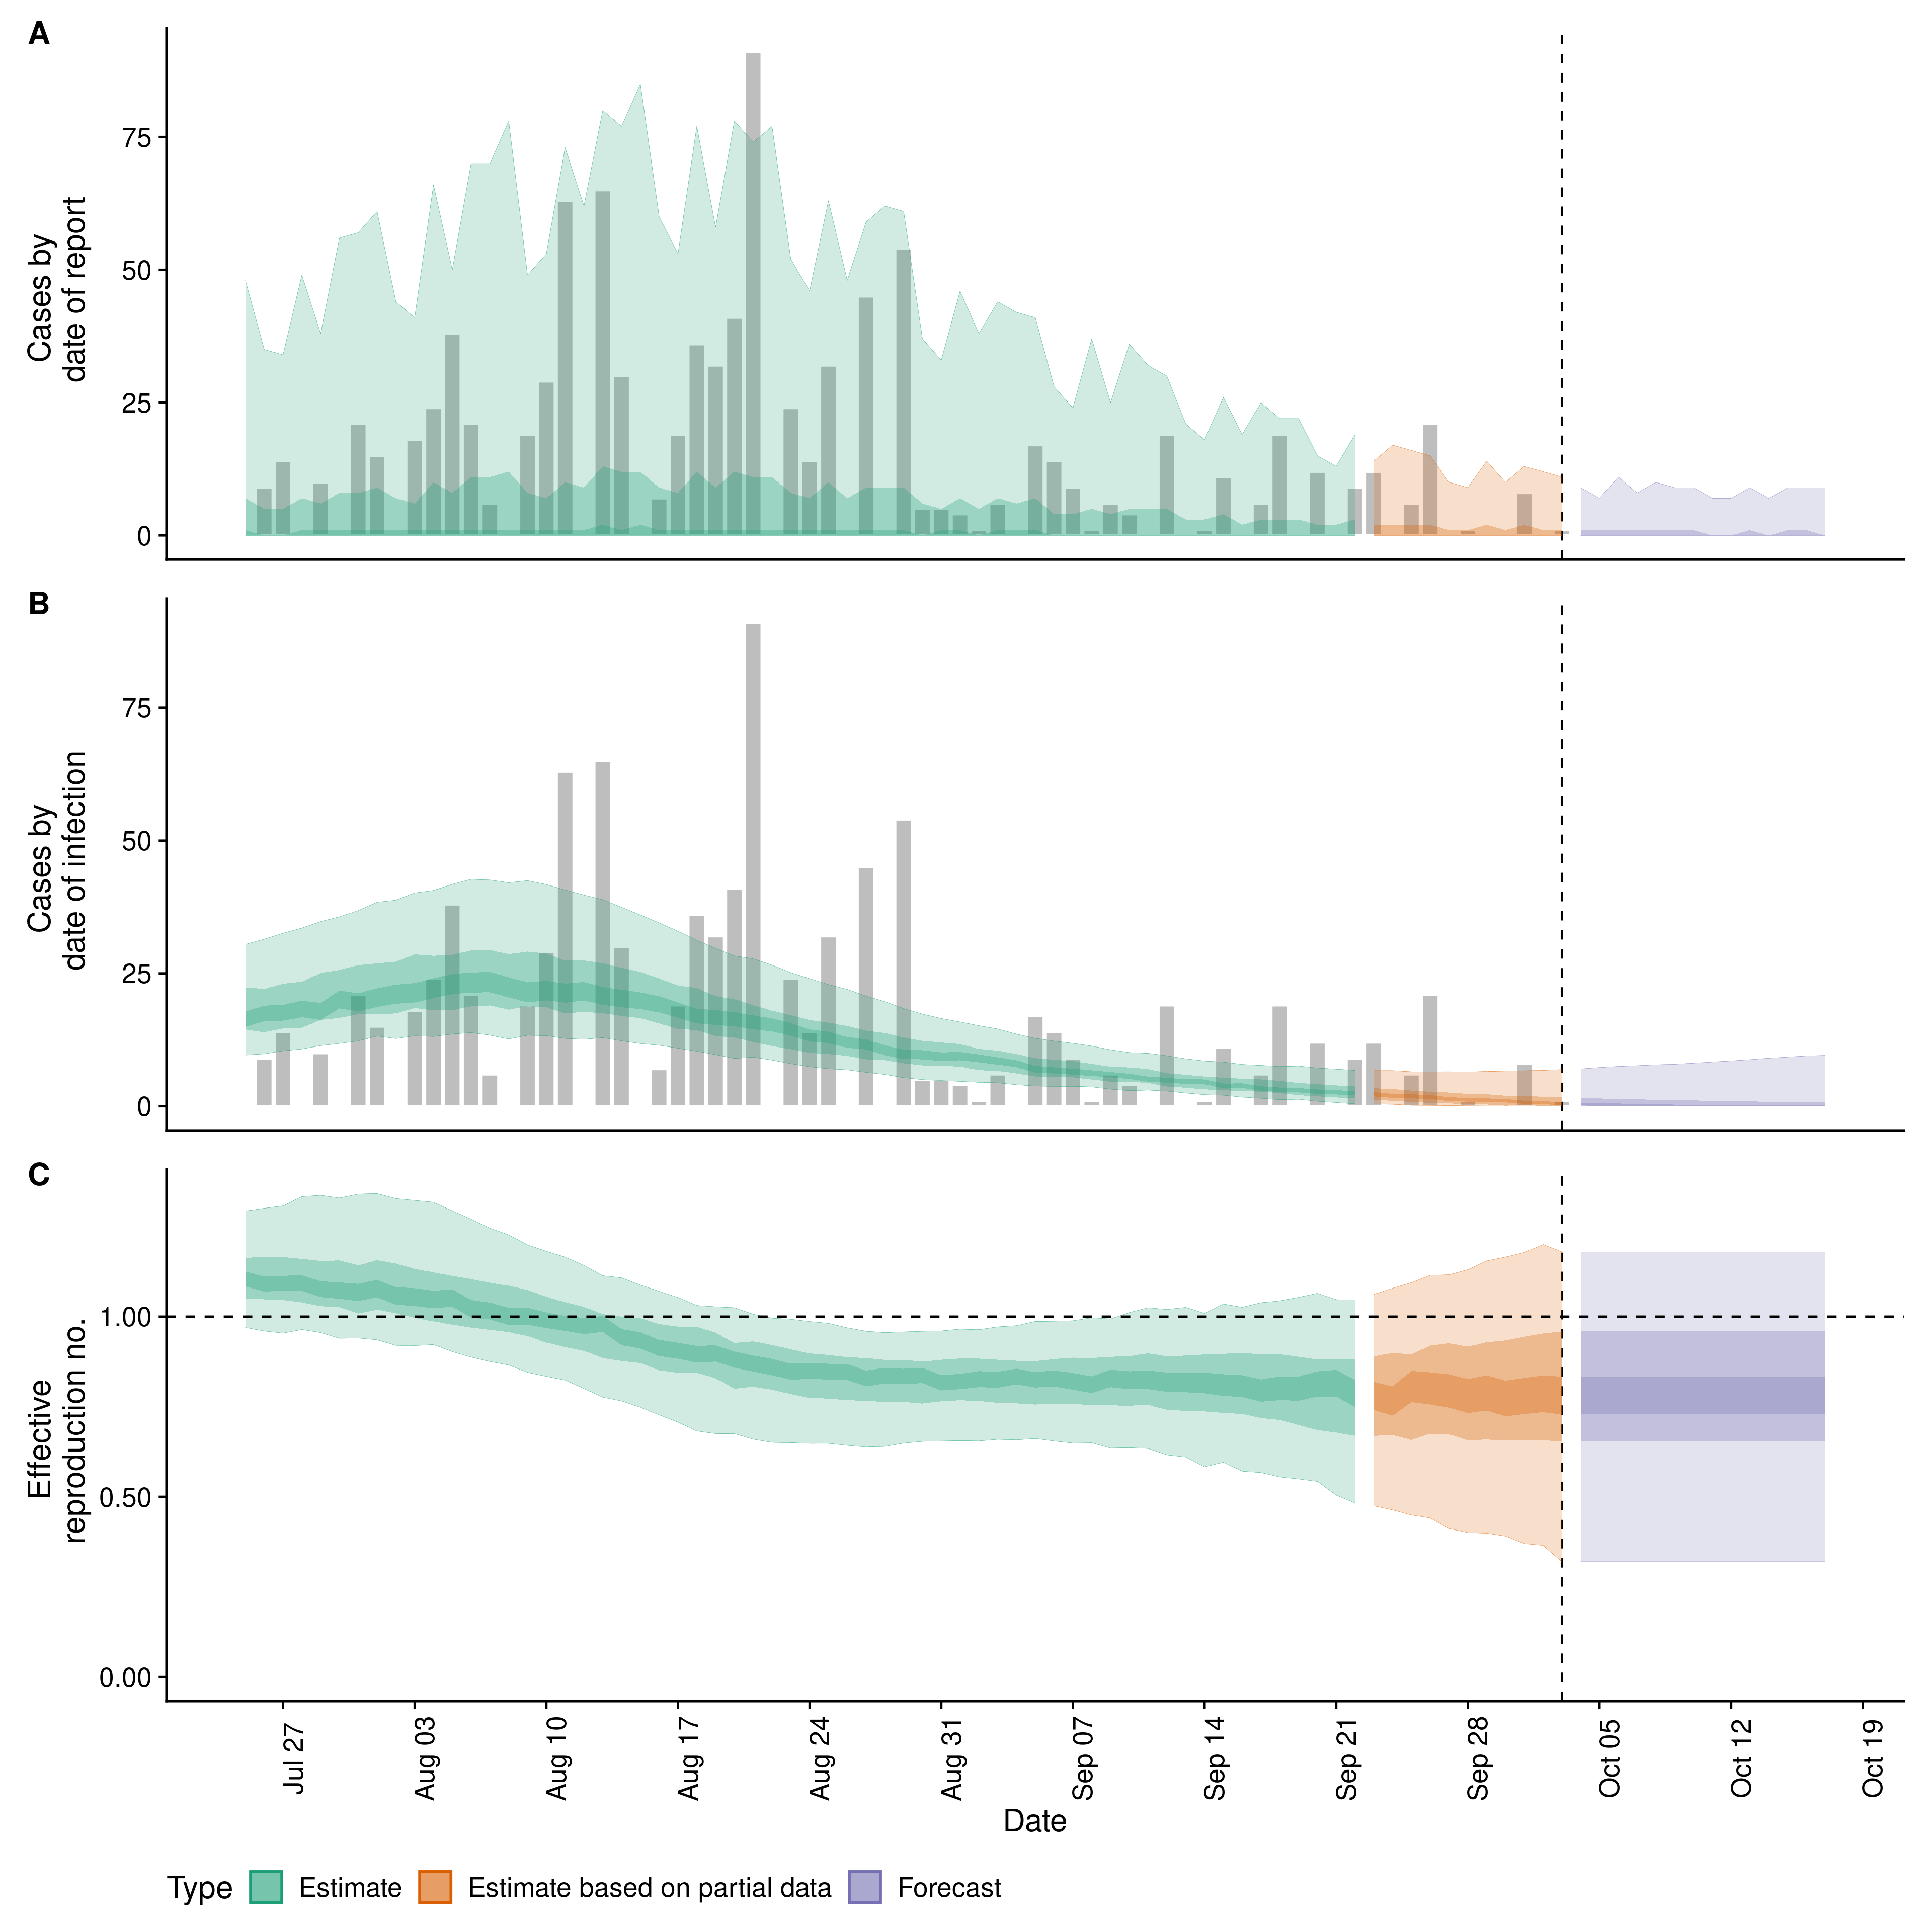 A
Cases by
date of report
75
50
25
0
B
Cases by
date of infection
75
50
25
0
C
Effective
reproduction no.
1.00
0.50
0.00
Jul 27
Aug 03
Aug 10
Aug 17
Aug 24
Aug 31
Sep 07
Sep 14
Sep 21
Sep 28
Oct 05
Oct 12
Oct 19
Date
Type Estimate Estimate based on partial data Forecast